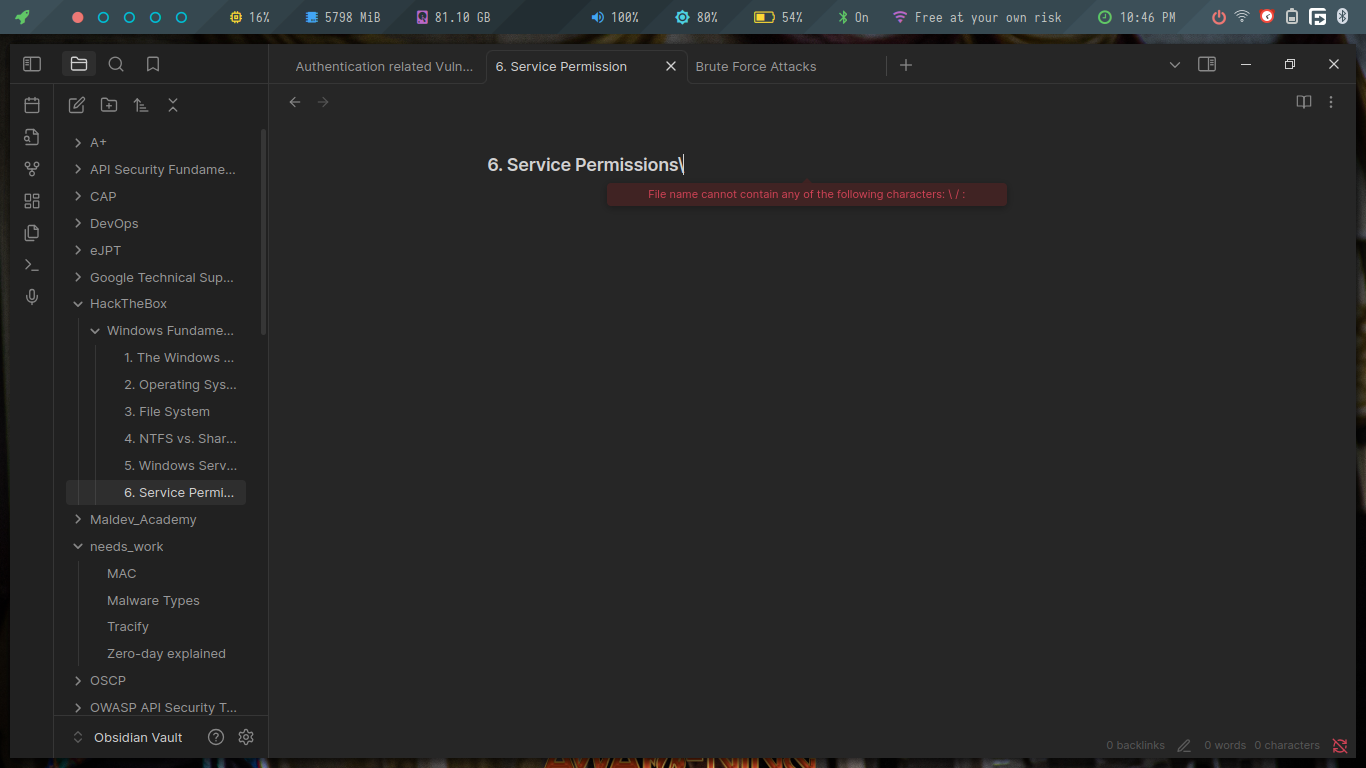 16% 5798 MiB 81.10 GB 100% 80% 54% On Free at your own risk 10:46 PM
Authentication related Vuln... 6. Service Permission Brute Force Attacks
A+
API Security Fundame...
CAP
DevOps
eJPT
Google Technical Sup...
HackTheBox
Windows Fundame...
1. The Windows ...
2. Operating Sys...
3. File System
4. NTFS vs. Shar...
5. Windows Serv...
6. Service Permi...
Maldev_Academy
needs_work
MAC
Malware Types
Tracify
Zero-day explained
OSCP
OWASP API Security T...
Obsidian Vault
6. Service Permissions\
File name cannot contain any of the following characters: \ / :
0 backlinks 0 words 0 characters